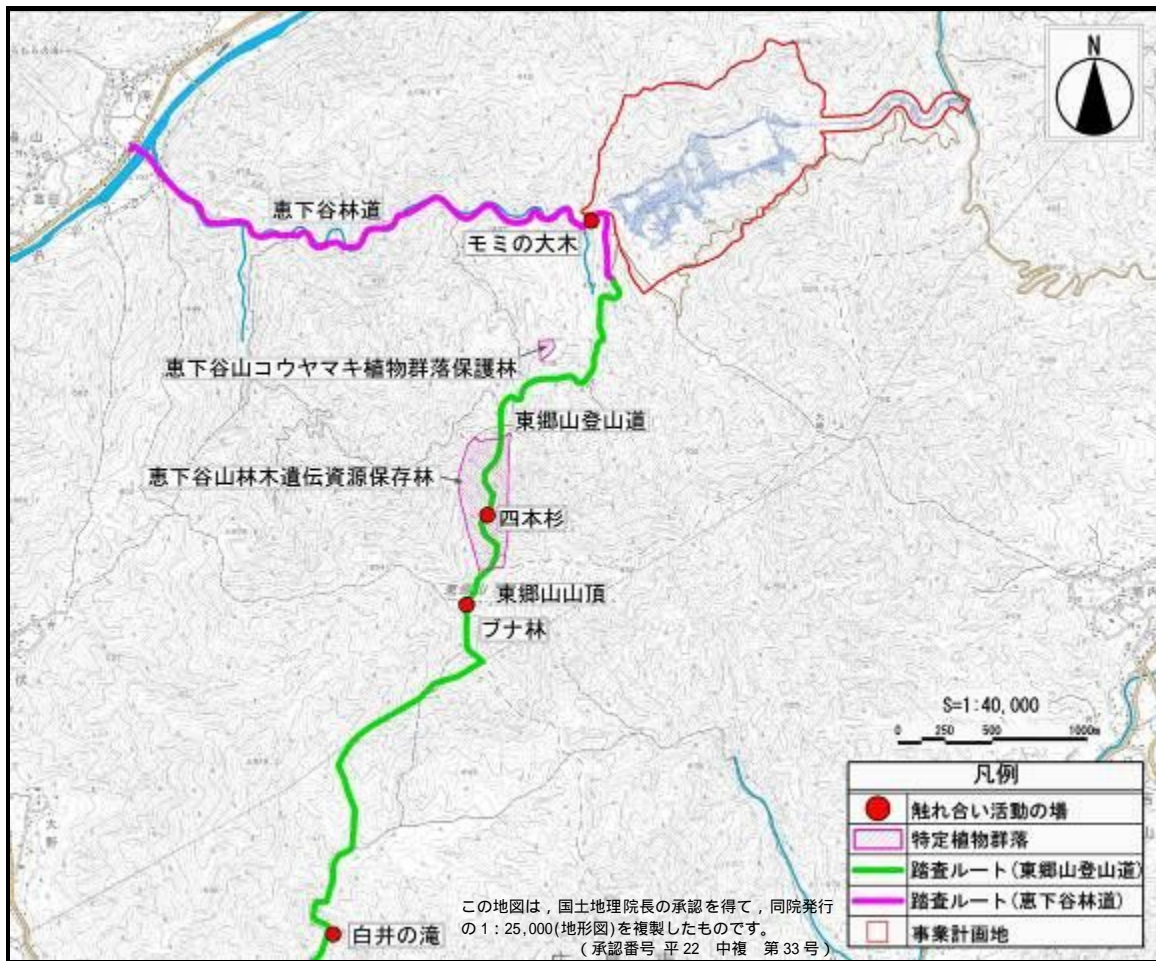 N
恵下谷林道
モミの大木
恵下谷山コウヤマキ植物群落保護林
東郷山登山道
恵下谷山林木遺伝資源保存林
四本杉
東郷山山頂
ブナ林
S=1:40,000
0 250 500 1000m
凡例
触れ合い活動の場
特定植物群落
踏査ルート(東郷山登山道)
踏査ルート(恵下谷林道)
事業計画地
白井の滝
この地図は，国土地理院長の承認を得て，同院発行
の1：25,000(地形図)を複製したものです。
（承認番号 平22 中複 第33号）
大野